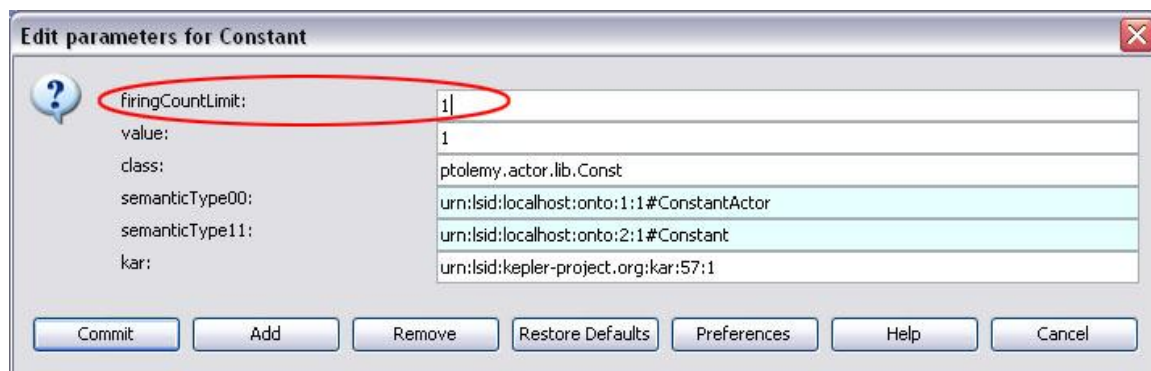 Edit parameters for Constant
firingCountLimit: 1
value: 1
class: ptolemy.actor.lib.Const
semanticType00: urn:lsid:localhost:onto:1:1#ConstantActor
semanticType11: urn:lsid:localhost:onto:2:1#Constant
kar: urn:lsid:kepler-project.org:kar:57:1
Commit Add Remove Restore Defaults Preferences Help Cancel